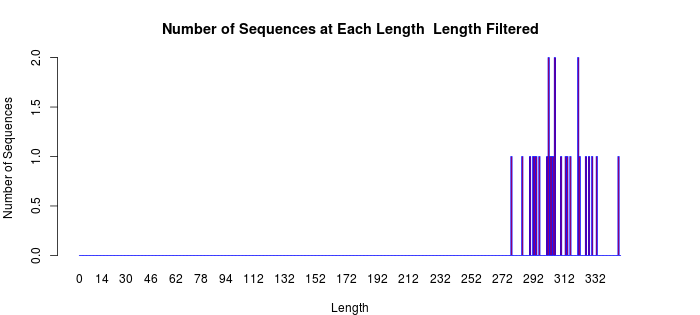 Number of Sequences at Each Length  Length Filtered
Number of Sequences
2.0
1.5
1.0
0.5
0.0
0 14 30 46 62 78 94 112 132 152 172 192 212 232 252 272 292 312 332
Length